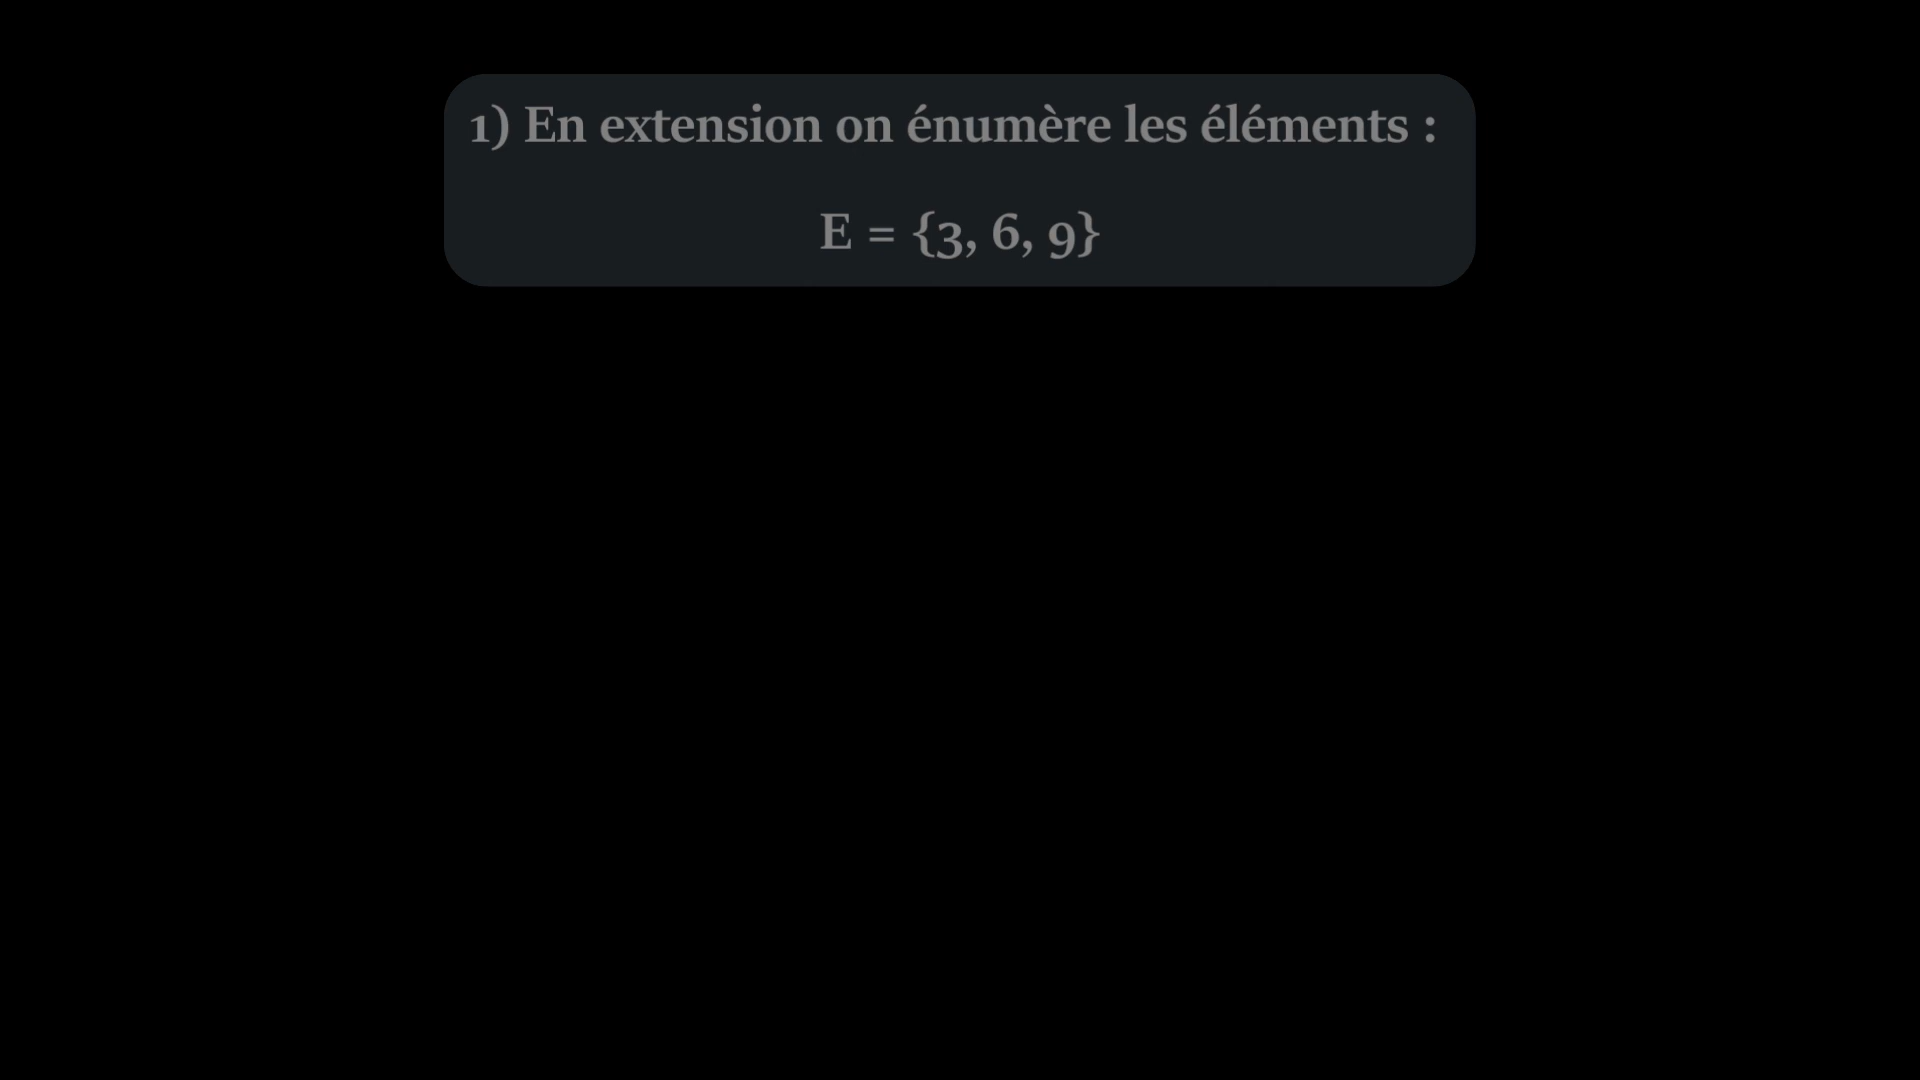 1) En extension on énumère les éléments :
E = {3, 6, 9}